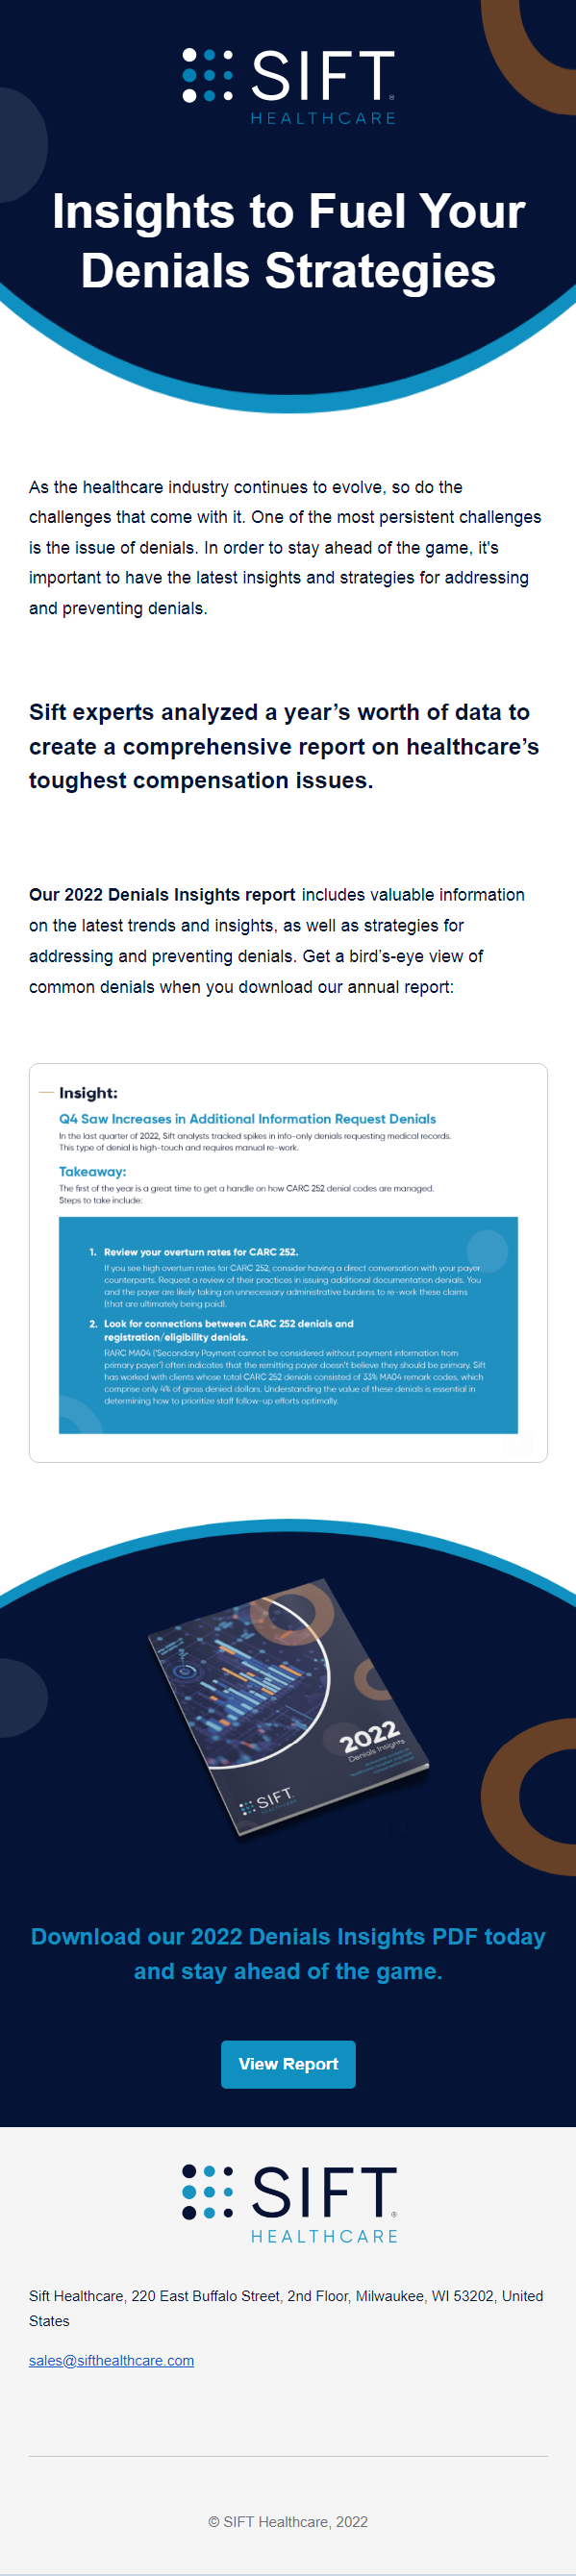 SIFT
HEALTHCARE
Insights to Fuel Your
Denials Strategies
As the healthcare industry continues to evolve, so do the
challenges that come with it. One of the most persistent challenges
is the issue of denials. In order to stay ahead of the game, it's
important to have the latest insights and strategies for addressing
and preventing denials.
Sift experts analyzed a year’s worth of data to
create a comprehensive report on healthcare’s
toughest compensation issues.
Our 2022 Denials Insights report includes valuable information
on the latest trends and insights, as well as strategies for
addressing and preventing denials. Get a bird's-eye view of
common denials when you download our annual report:
Insight:
Q4 Saw Increases in Additional Information Request Denials
In the last quarter of 2022, Sift analysts tracked spikes in info-only denials requesting medical records.
This type of denial is high-touch and requires manual re-work.
Takeaway:
The first of the year is a great time to get a handle on how CARC 252 denial codes are managed.
Steps to take include:
1. Review your overturn rates for CARC 252.
If you see high overturn rates for CARC 252, consider having a direct conversation with your payer
counterparts. Request a review of their practices in issuing additional documentation denials. You
and the payer are likely taking on unnecessary administrative burdens to re-work these claims
(that are ultimately being paid).
2. Look for connections between CARC 252 denials and
registration/eligibility denials.
RARC MA04 ("Secondary Payment cannot be considered without payment information from
primary payer") often indicates that the remitting payer doesn't believe they should be primary. Sift
has worked with clients whose total CARC 252 denials consisted of 33% MA04 remark codes, which
comprise only 4% of gross denied dollars. Understanding the value of these denials is essential in
determining how to prioritize staff follow-up efforts optimally.
2022
Denials Insights
SIFT
Download our 2022 Denials Insights PDF today
and stay ahead of the game.
View Report
SIFT®
HEALTHCARE
Sift Healthcare, 220 East Buffalo Street, 2nd Floor, Milwaukee, WI 53202, United
States
sales@sifthealthcare.com
© SIFT Healthcare, 2022